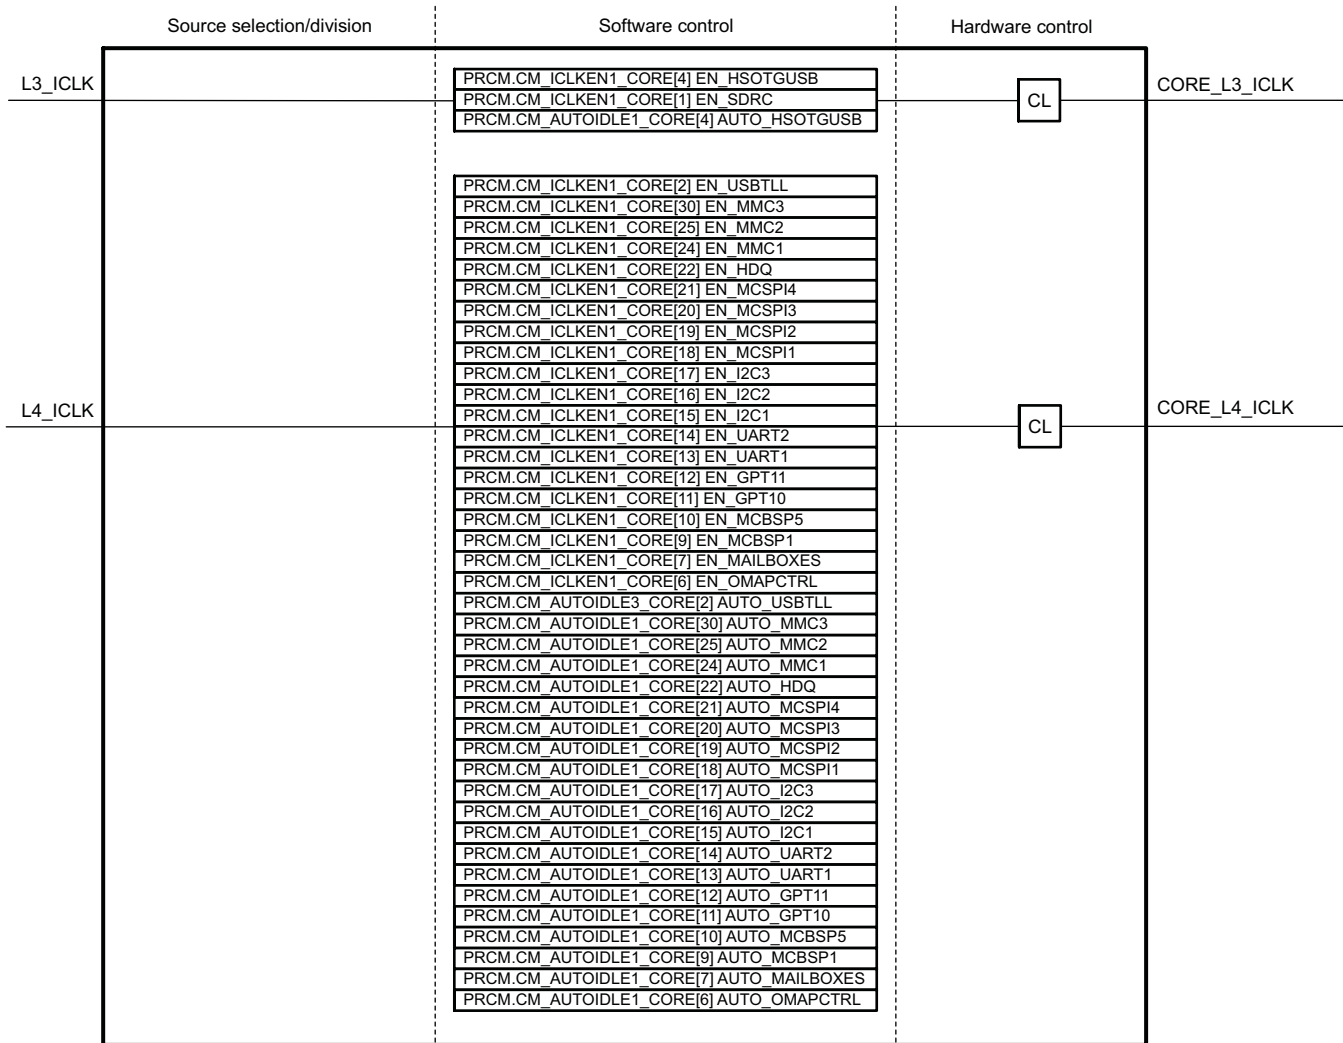 Source selection/division
Software control
Hardware control
L3_ICLK
PRCM.CM_ICLKEN1_CORE[4] EN_HSOTGUSB
PRCM.CM_ICLKEN1_CORE[1] EN_SDRC
PRCM.CM_AUTOIDLE1_CORE[4] AUTO_HSOTGUSB
CL
CORE_L3_ICLK
PRCM.CM_ICLKEN1_CORE[2] EN_USBTLL
PRCM.CM_ICLKEN1_CORE[30] EN_MMC3
PRCM.CM_ICLKEN1_CORE[25] EN_MMC2
PRCM.CM_ICLKEN1_CORE[24] EN_MMC1
PRCM.CM_ICLKEN1_CORE[22] EN_HDQ
PRCM.CM_ICLKEN1_CORE[21] EN_MCSPI4
PRCM.CM_ICLKEN1_CORE[20] EN_MCSPI3
PRCM.CM_ICLKEN1_CORE[19] EN_MCSPI2
PRCM.CM_ICLKEN1_CORE[18] EN_MCSPI1
PRCM.CM_ICLKEN1_CORE[17] EN_I2C3
PRCM.CM_ICLKEN1_CORE[16] EN_I2C2
L4_ICLK
PRCM.CM_ICLKEN1_CORE[15] EN_I2C1
PRCM.CM_ICLKEN1_CORE[14] EN_UART2
CL
CORE_L4_ICLK
PRCM.CM_ICLKEN1_CORE[13] EN_UART1
PRCM.CM_ICLKEN1_CORE[12] EN_GPT11
PRCM.CM_ICLKEN1_CORE[11] EN_GPT10
PRCM.CM_ICLKEN1_CORE[10] EN_MCBSP5
PRCM.CM_ICLKEN1_CORE[9] EN_MCBSP1
PRCM.CM_ICLKEN1_CORE[7] EN_MAILBOXES
PRCM.CM_ICLKEN1_CORE[6] EN_OMAPCTRL
PRCM.CM_AUTOIDLE3_CORE[2] AUTO_USBTLL
PRCM.CM_AUTOIDLE1_CORE[30] AUTO_MMC3
PRCM.CM_AUTOIDLE1_CORE[25] AUTO_MMC2
PRCM.CM_AUTOIDLE1_CORE[24] AUTO_MMC1
PRCM.CM_AUTOIDLE1_CORE[22] AUTO_HDQ
PRCM.CM_AUTOIDLE1_CORE[21] AUTO_MCSPI4
PRCM.CM_AUTOIDLE1_CORE[20] AUTO_MCSPI3
PRCM.CM_AUTOIDLE1_CORE[19] AUTO_MCSPI2
PRCM.CM_AUTOIDLE1_CORE[18] AUTO_MCSPI1
PRCM.CM_AUTOIDLE1_CORE[17] AUTO_I2C3
PRCM.CM_AUTOIDLE1_CORE[16] AUTO_I2C2
PRCM.CM_AUTOIDLE1_CORE[15] AUTO_I2C1
PRCM.CM_AUTOIDLE1_CORE[14] AUTO_UART2
PRCM.CM_AUTOIDLE1_CORE[13] AUTO_UART1
PRCM.CM_AUTOIDLE1_CORE[12] AUTO_GPT11
PRCM.CM_AUTOIDLE1_CORE[11] AUTO_GPT10
PRCM.CM_AUTOIDLE1_CORE[10] AUTO_MCBSP5
PRCM.CM_AUTOIDLE1_CORE[9] AUTO_MCBSP1
PRCM.CM_AUTOIDLE1_CORE[7] AUTO_MAILBOXES
PRCM.CM_AUTOIDLE1_CORE[6] AUTO_OMAPCTRL